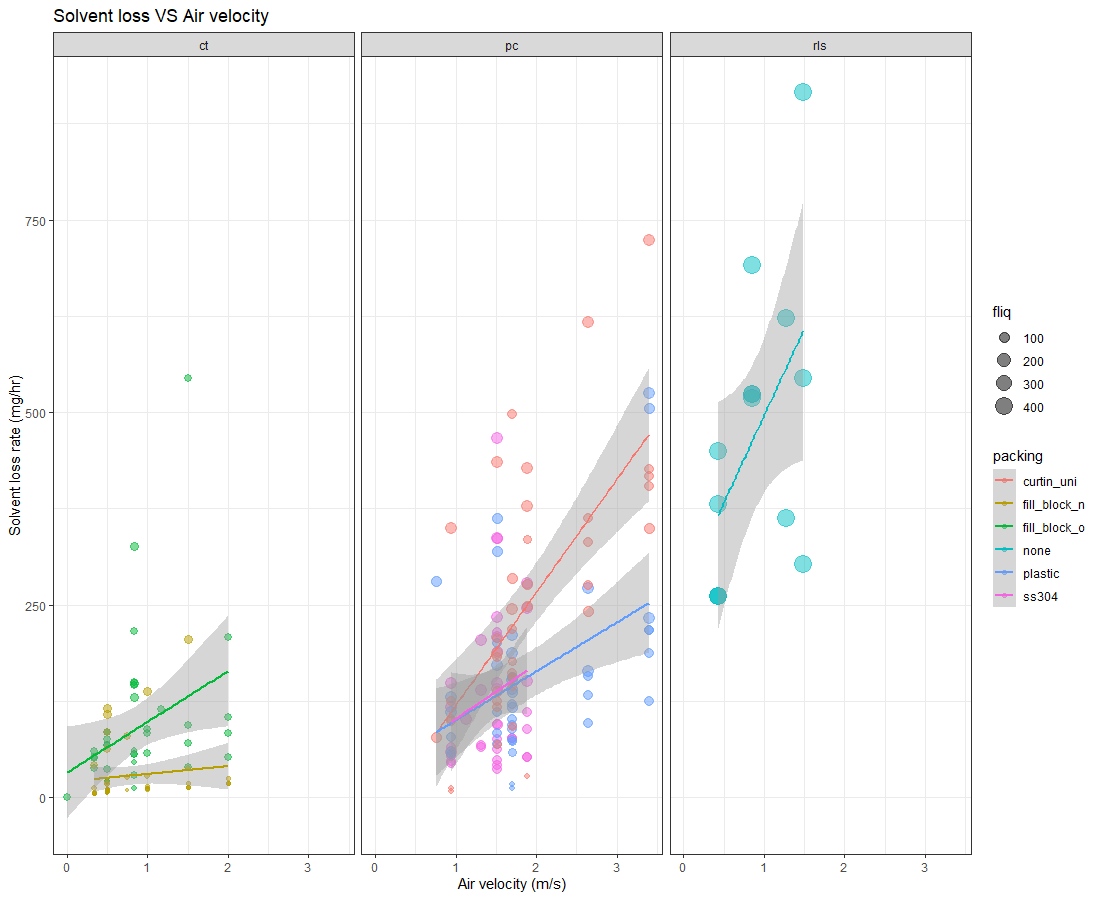 Solvent loss VS Air velocity
ct
pc
rls
750
500
250
0
Solvent loss rate (mg/hr)
0 1 2 3
0 1 2 3
0 1 2 3
Air velocity (m/s)
fliq
100
200
300
400
packing
curtin_uni
fill_block_n
fill_block_o
none
plastic
ss304